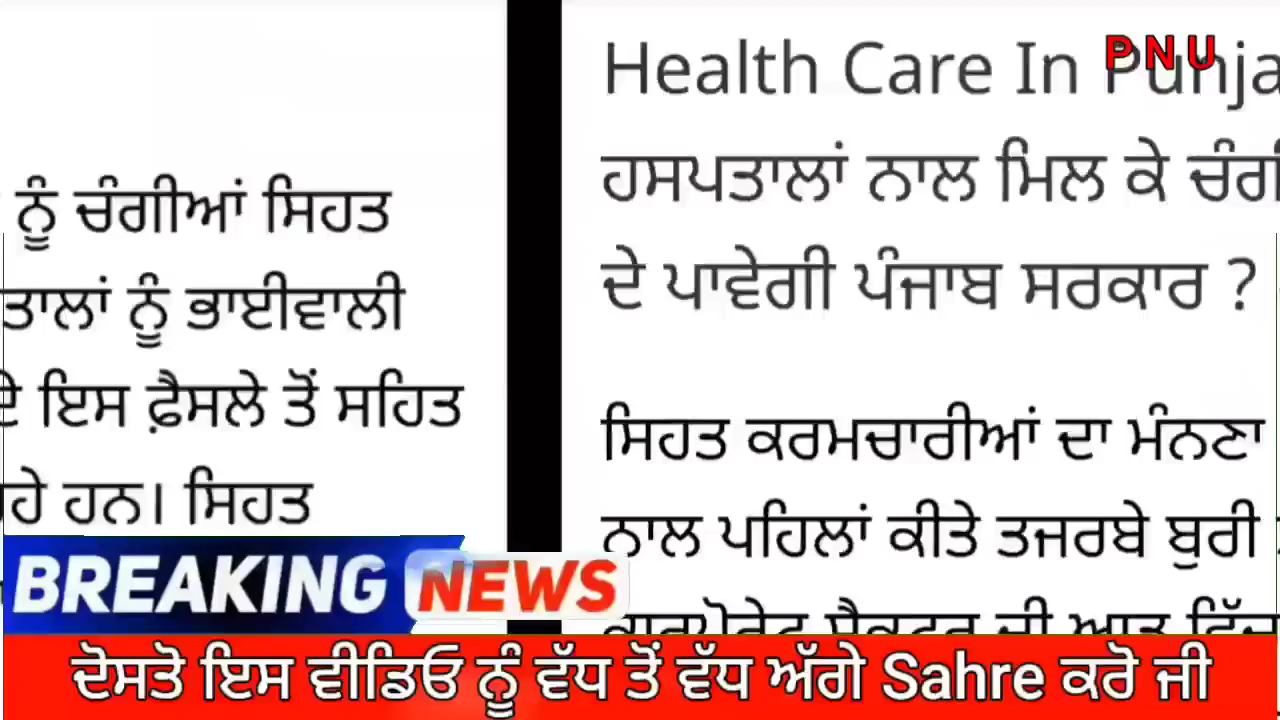 ਨੂੰ ਚੰਗੀਆਂ ਸਿਹਤ
ਤਾਲਾਂ ਨੂੰ ਭਾਈਵਾਲੀ
ਇਸ ਫ਼ੈਸਲੇ ਤੋਂ ਸਹਿਤ
ਹੇ ਹਨ। ਸਿਹਤ
PNU
Health Care In Punja
ਹਸਪਤਾਲਾਂ ਨਾਲ ਮਿਲ ਕੇ ਚੰਗੀ
ਦੇ ਪਾਵੇਗੀ ਪੰਜਾਬ ਸਰਕਾਰ ?
ਸਿਹਤ ਕਰਮਚਾਰੀਆਂ ਦਾ ਮੰਨਣਾ
ਨਾਲ ਪਹਿਲਾਂ ਕੀਤੇ ਤਜਰਬੇ ਬੁਰੀ
BREAKING NEWS
ਦੋਸਤੋ ਇਸ ਵੀਡਿਓ ਨੂੰ ਵੱਧ ਤੋਂ ਵੱਧ ਅੱਗੇ Sahre ਕਰੋ ਜੀ